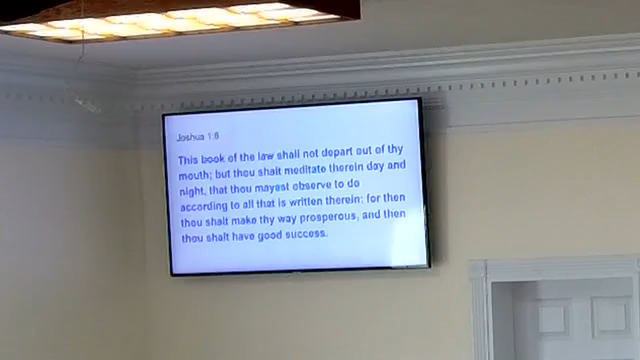 Joshua 1:8
This book of the law shall not depart out of thy
mouth; but thou shalt meditate therein day and
night, that thou mayest observe to do
according to all that is written therein: for then
thou shalt make thy way prosperous, and then
thou shalt have good success.